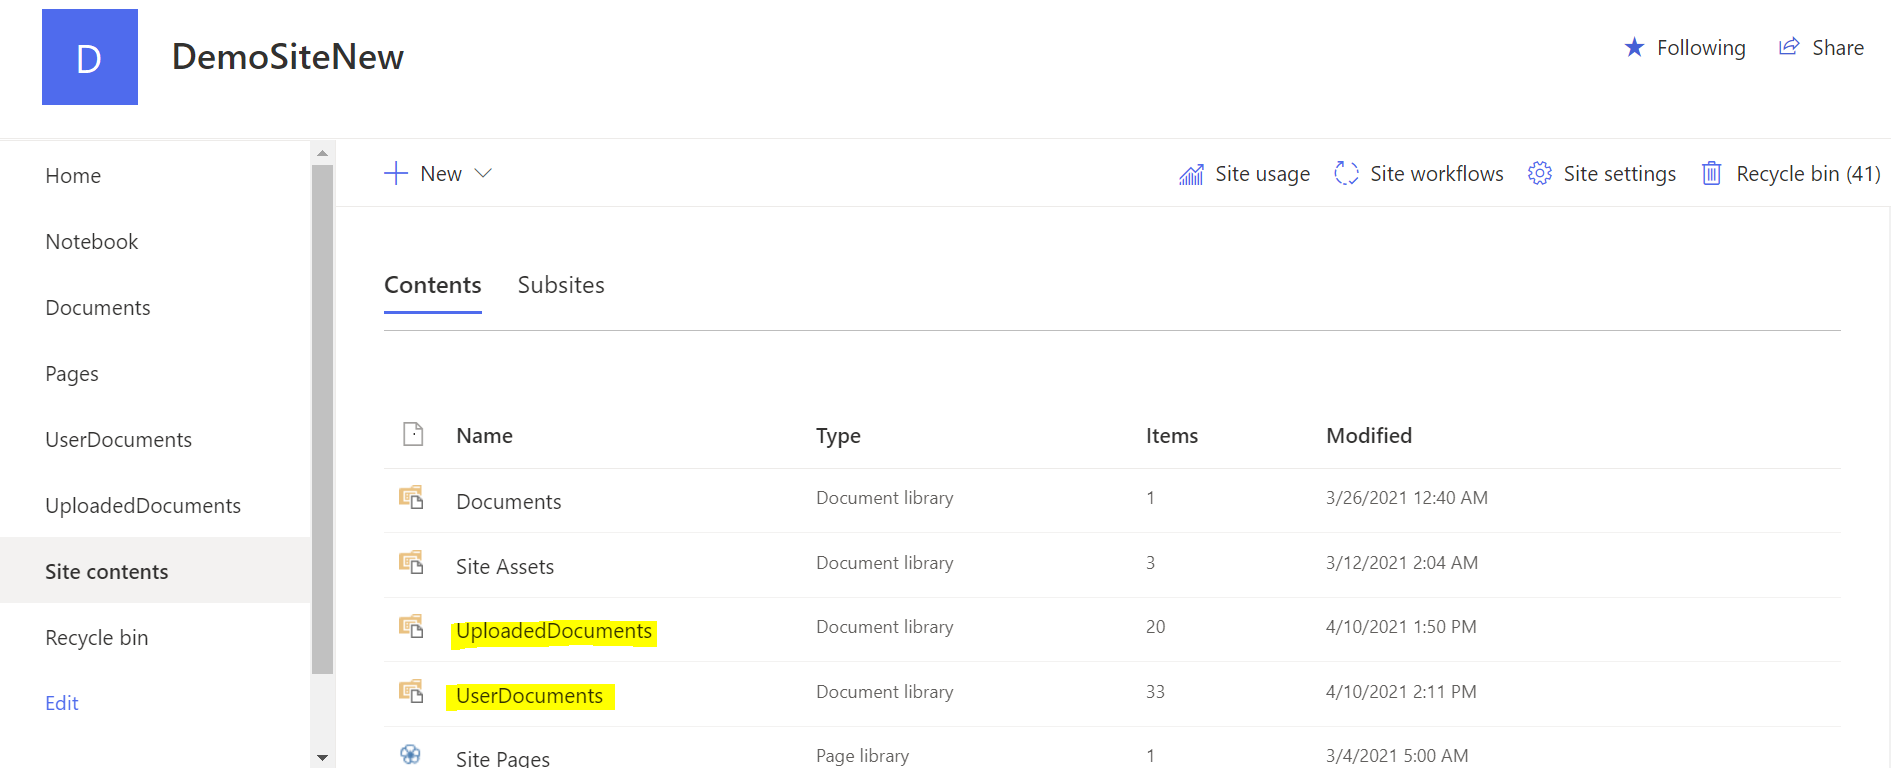 D
DemoSiteNew
Following
Share
Home
Notebook
Documents
Pages
UserDocuments
UploadedDocuments
Site contents
Recycle bin
Edit
New
Site usage
Site workflows
Site settings
Recycle bin (41)
Contents
Subsites
Name Type Items Modified
Documents Document library 1 3/26/2021 12:40 AM
Site Assets Document library 3 3/12/2021 2:04 AM
UploadedDocuments Document library 20 4/10/2021 1:50 PM
UserDocuments Document library 33 4/10/2021 2:11 PM
Site Pages Page library 1 3/4/2021 5:00 AM